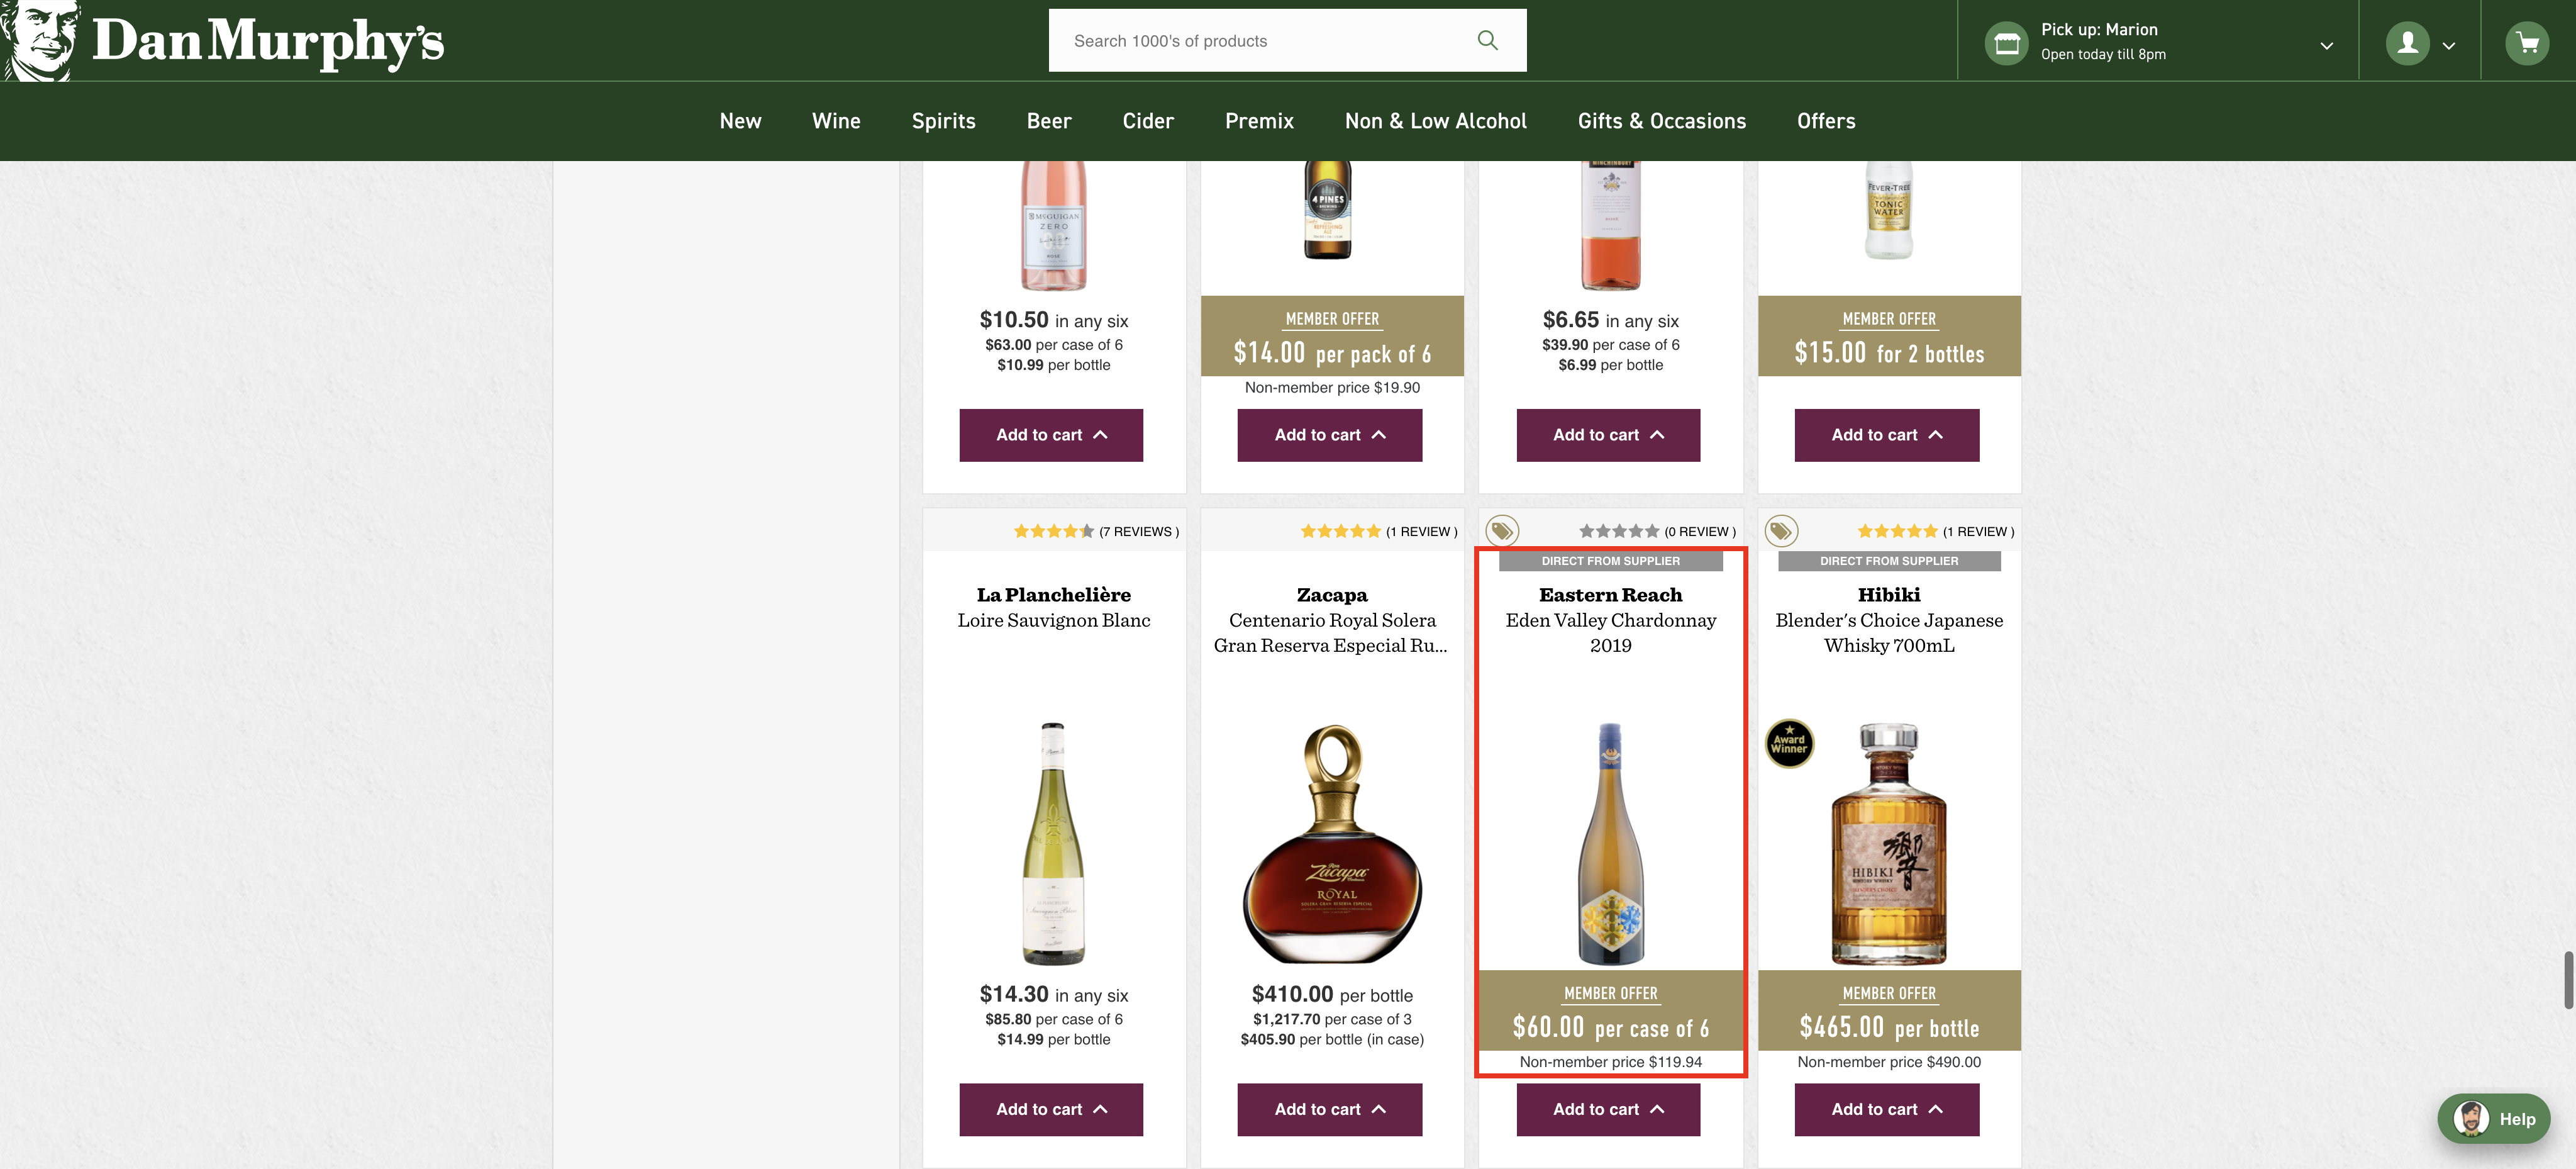 Dan Murphy's
Search 1000's of products
Pick up: Marion
Open today till 8pm
New Wine Spirits Beer Cider Premix Non & Low Alcohol Gifts & Occasions Offers
McGUIGAN
ZERO
ROSÉ
$10.50 in any six
$63.00 per case of 6
$10.99 per bottle
Add to cart
4 PINES
REFRESHING
ALE
MEMBER OFFER
$14.00 per pack of 6
Non-member price $19.90
Add to cart
$6.65 in any six
$39.90 per case of 6
$6.99 per bottle
Add to cart
FEVER-TREE
TONIC
WATER
MEMBER OFFER
$15.00 for 2 bottles
Add to cart
(7 REVIEWS )
La Planchelière
Loire Sauvignon Blanc
Sauvignon Blanc
$14.30 in any six
$85.80 per case of 6
$14.99 per bottle
Add to cart
(1 REVIEW )
Zacapa
Centenario Royal Solera
Gran Reserva Especial Ru...
Zacapa
ROYAL
SOLERA GRAN RESERVA ESPECIAL
$410.00 per bottle
$1,217.70 per case of 3
$405.90 per bottle (in case)
Add to cart
(0 REVIEW )
DIRECT FROM SUPPLIER
Eastern Reach
Eden Valley Chardonnay
2019
MEMBER OFFER
$60.00 per case of 6
Non-member price $119.94
Add to cart
(1 REVIEW )
DIRECT FROM SUPPLIER
Hibiki
Blender's Choice Japanese
Whisky 700mL
Award
Winner
響
HIBIKI
MEMBER OFFER
$465.00 per bottle
Non-member price $490.00
Add to cart
Help